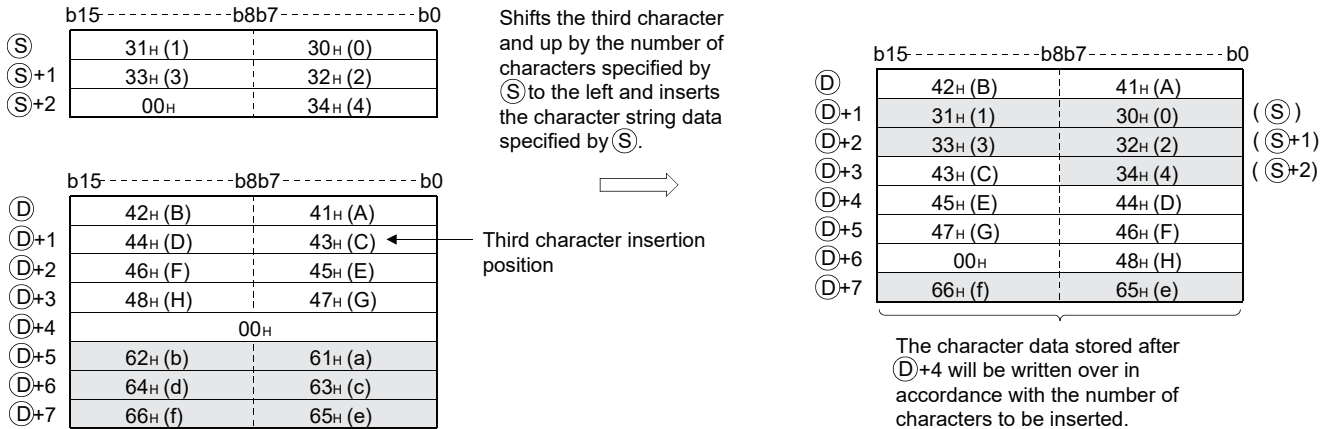 b15 b8b7 b0
Ⓢ 31H (1) 30H (0)
Ⓢ+1 33H (3) 32H (2)
Ⓢ+2 00H 34H (4)
b15 b8b7 b0
Ⓓ 42H (B) 41H (A)
Ⓓ+1 44H (D) 43H (C)
Ⓓ+2 46H (F) 45H (E)
Ⓓ+3 48H (H) 47H (G)
Ⓓ+4 00H
Ⓓ+5 62H (b) 61H (a)
Ⓓ+6 64H (d) 63H (c)
Ⓓ+7 66H (f) 65H (e)
Shifts the third character
and up by the number of
characters specified by
Ⓢ to the left and inserts
the character string data
specified by Ⓢ.
Third character insertion
position
b15 b8b7 b0
Ⓓ 42H (B) 41H (A)
Ⓓ+1 31H (1) 30H (0) ( Ⓢ )
Ⓓ+2 33H (3) 32H (2) ( Ⓢ+1)
Ⓓ+3 43H (C) 34H (4) ( Ⓢ+2)
Ⓓ+4 45H (E) 44H (D)
Ⓓ+5 47H (G) 46H (F)
Ⓓ+6 00H 48H (H)
Ⓓ+7 66H (f) 65H (e)
The character data stored after
Ⓓ+4 will be written over in
accordance with the number of
characters to be inserted.